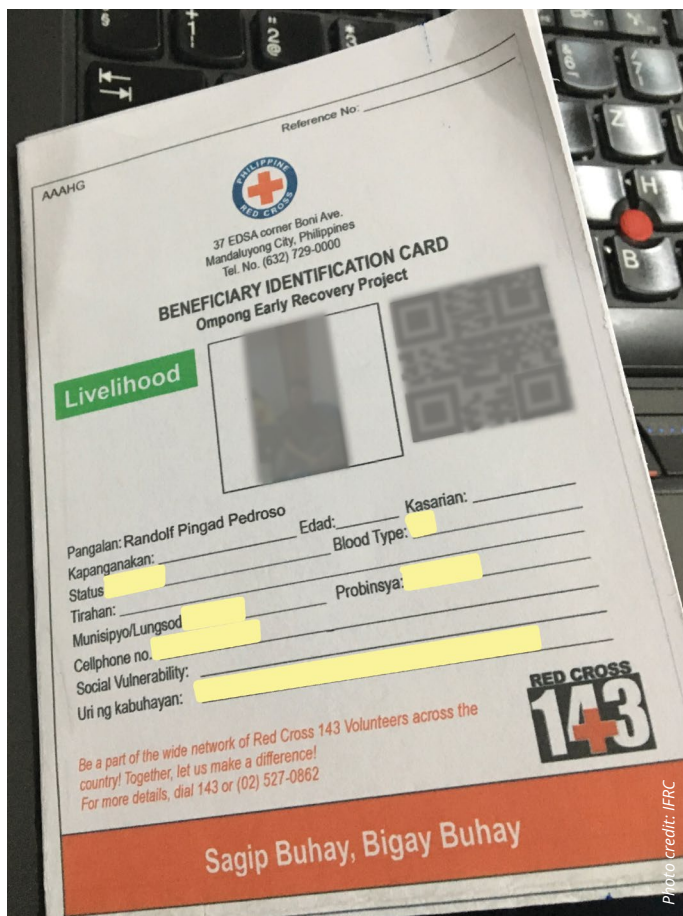 Reference No:
AAAHG
PHILIPPINE
RED CROSS
37 EDSA corner Boni Ave.
Mandaluyong City, Philippines
Tel. No. (632) 729-0000
BENEFICIARY IDENTIFICATION CARD
Ompong Early Recovery Project
Livelihood
Pangalan: Randolf Pingad Pedroso
Kapanganakan: Edad: Kasarian:
Status Blood Type:
Tirahan:
Munisipyo/Lungsod Probinsya:
Cellphone no.
Social Vulnerability:
Uri ng kabuhayan:
RED CROSS
143
Be a part of the wide network of Red Cross 143 Volunteers across the
country! Together, let us make a difference!
For more details, dial 143 or (02) 527-0862
Sagip Buhay, Bigay Buhay
Photo credit: IFRC
Z
H
B